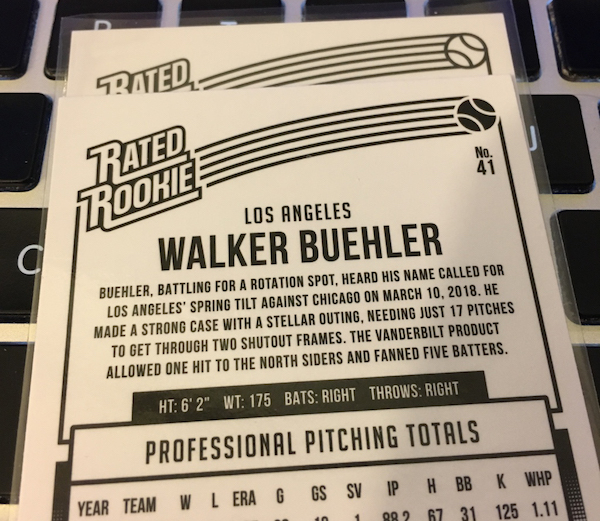 RATED
RATED
ROOKIE
No.
41
LOS ANGELES
WALKER BUEHLER
BUEHLER, BATTLING FOR A ROTATION SPOT, HEARD HIS NAME CALLED FOR
LOS ANGELES' SPRING TILT AGAINST CHICAGO ON MARCH 10, 2018. HE
MADE A STRONG CASE WITH A STELLAR OUTING, NEEDING JUST 17 PITCHES
TO GET THROUGH TWO SHUTOUT FRAMES. THE VANDERBILT PRODUCT
ALLOWED ONE HIT TO THE NORTH SIDERS AND FANNED FIVE BATTERS.
HT: 6' 2" WT: 175 BATS: RIGHT THROWS: RIGHT
PROFESSIONAL PITCHING TOTALS
YEAR TEAM W L ERA G GS SV IP H BB K WHP
1 88.2 67 31 125 1.11
C
J